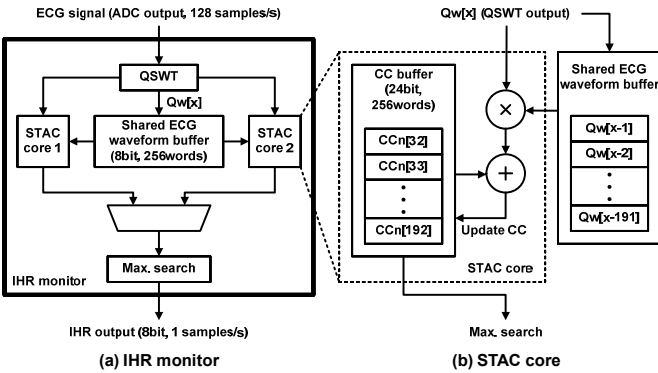 ECG signal (ADC output, 128 samples/s)
QSWT
Qw[x]
STAC
core 1
Shared ECG
waveform buffer
(8bit, 256words)
STAC
core 2
Max. search
IHR monitor
IHR output (8bit, 1 samples/s)
(a) IHR monitor
Qw[x] (QSWT output)
CC buffer
(24bit,
256words)
CCn[32]
CCn[33]
CCn[192]
×
+
Update CC
STAC core
Shared ECG
waveform buffer
Qw[x-1]
Qw[x-2]
Qw[x-191]
Max. search
(b) STAC core